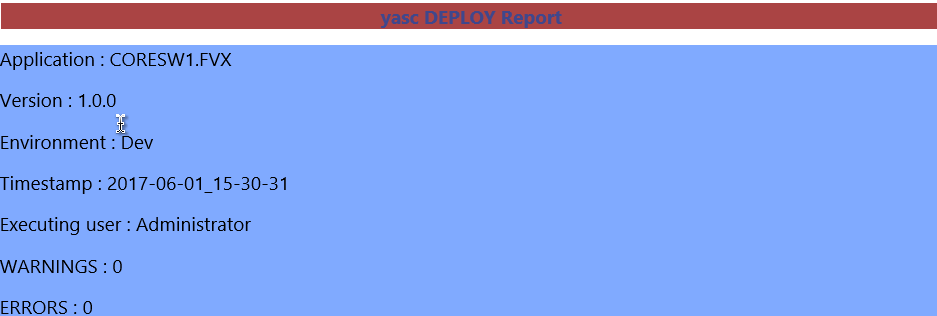 yasc DEPLOY Report
Application : CORESW1.FVX
Version : 1.0.0
Environment : Dev
Timestamp : 2017-06-01_15-30-31
Executing user : Administrator
WARNINGS : 0
ERRORS : 0